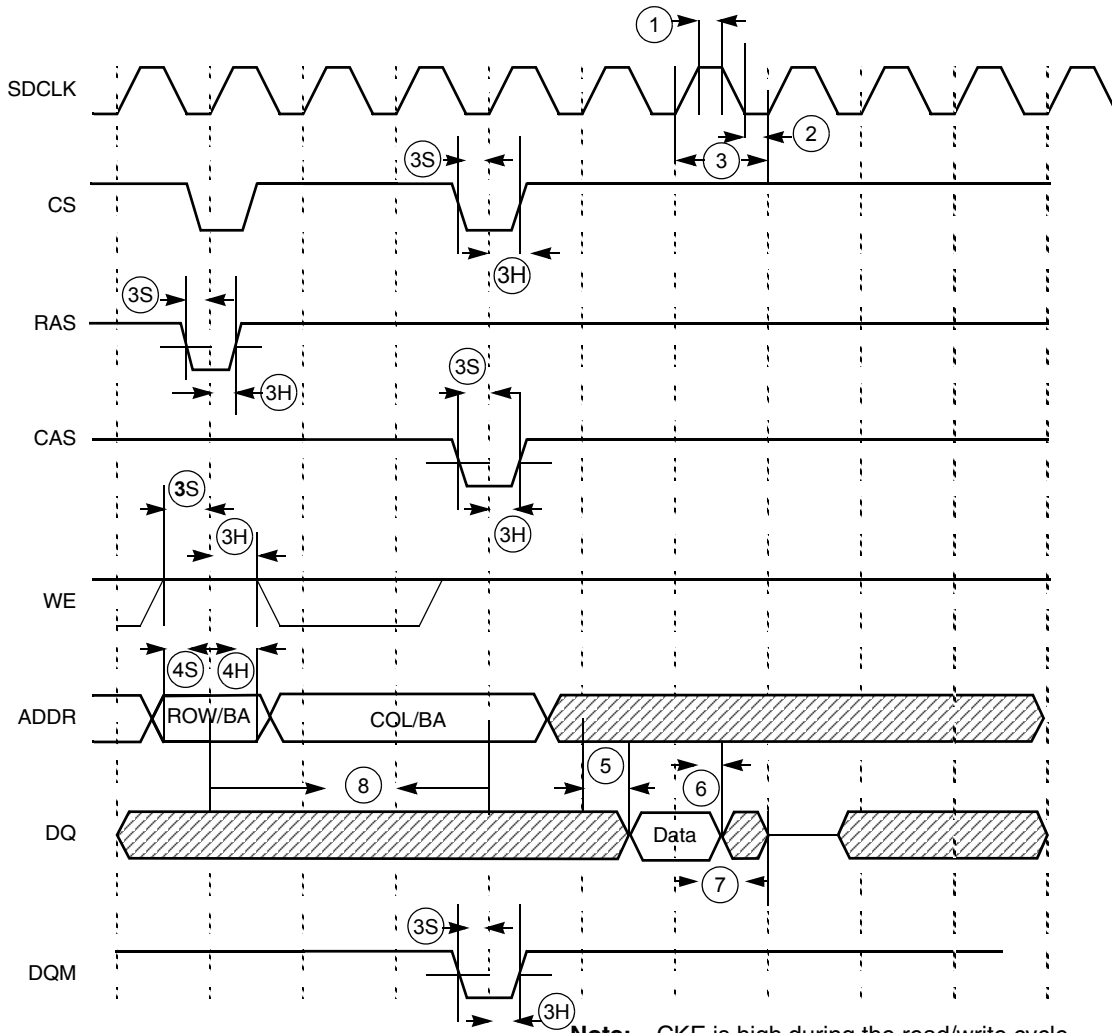 1
SDCLK
2
3S
3
CS
3H
3S
RAS
3S
3H
CAS
3S
3H
3H
WE
4S
4H
ROW/BA
COL/BA
ADDR
5
8
6
DQ
Data
7
3S
DQM
3H
Note: CKE is high during the read/write cycle